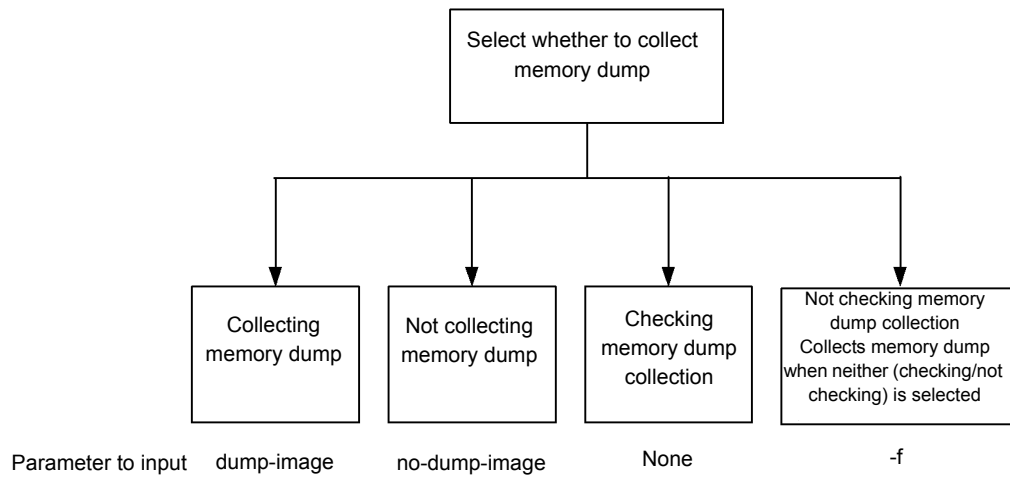 Select whether to collect
memory dump
Collecting
memory dump
Not collecting
memory dump
Checking
memory dump
collection
Not checking memory
dump collection
Collects memory dump
when neither (checking/not
checking) is selected
Parameter to input
dump-image
no-dump-image
None
-f